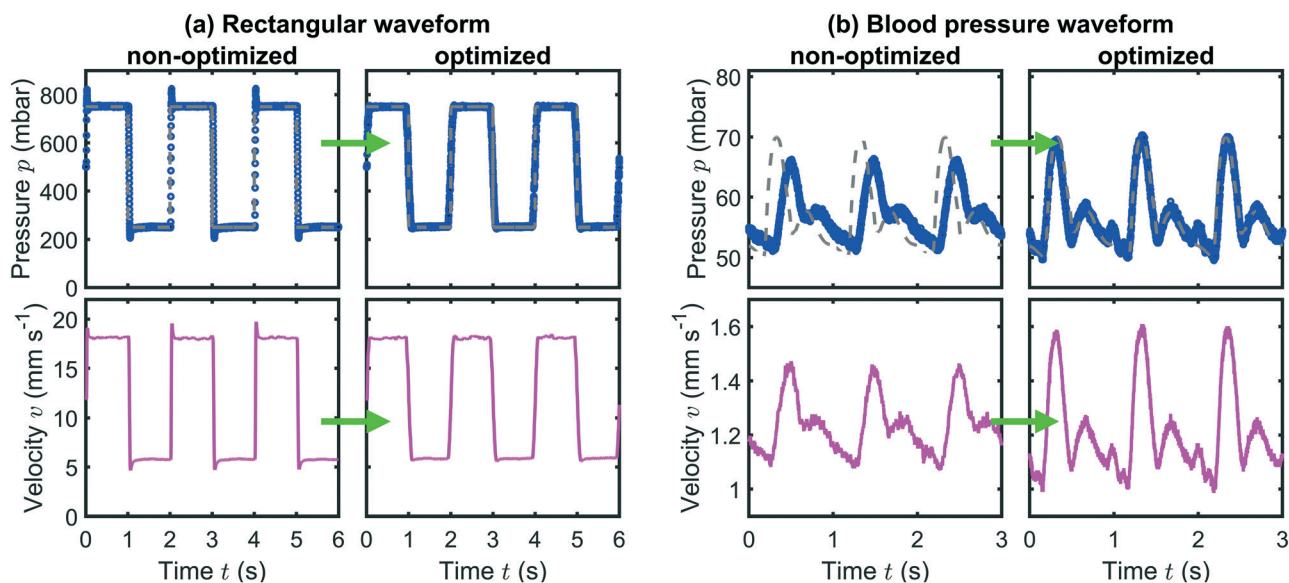 (a) Rectangular waveform
non-optimized
optimized
Pressure p (mbar)
800
600
400
200
0
Velocity v (mm s⁻¹)
20
15
10
5
0
0 1 2 3 4 5 6
0 1 2 3 4 5 6
Time t (s)
Time t (s)
(b) Blood pressure waveform
non-optimized
optimized
Pressure p (mbar)
80
70
60
50
Velocity v (mm s⁻¹)
1.6
1.4
1.2
1
0 1 2 3
0 1 2 3
Time t (s)
Time t (s)